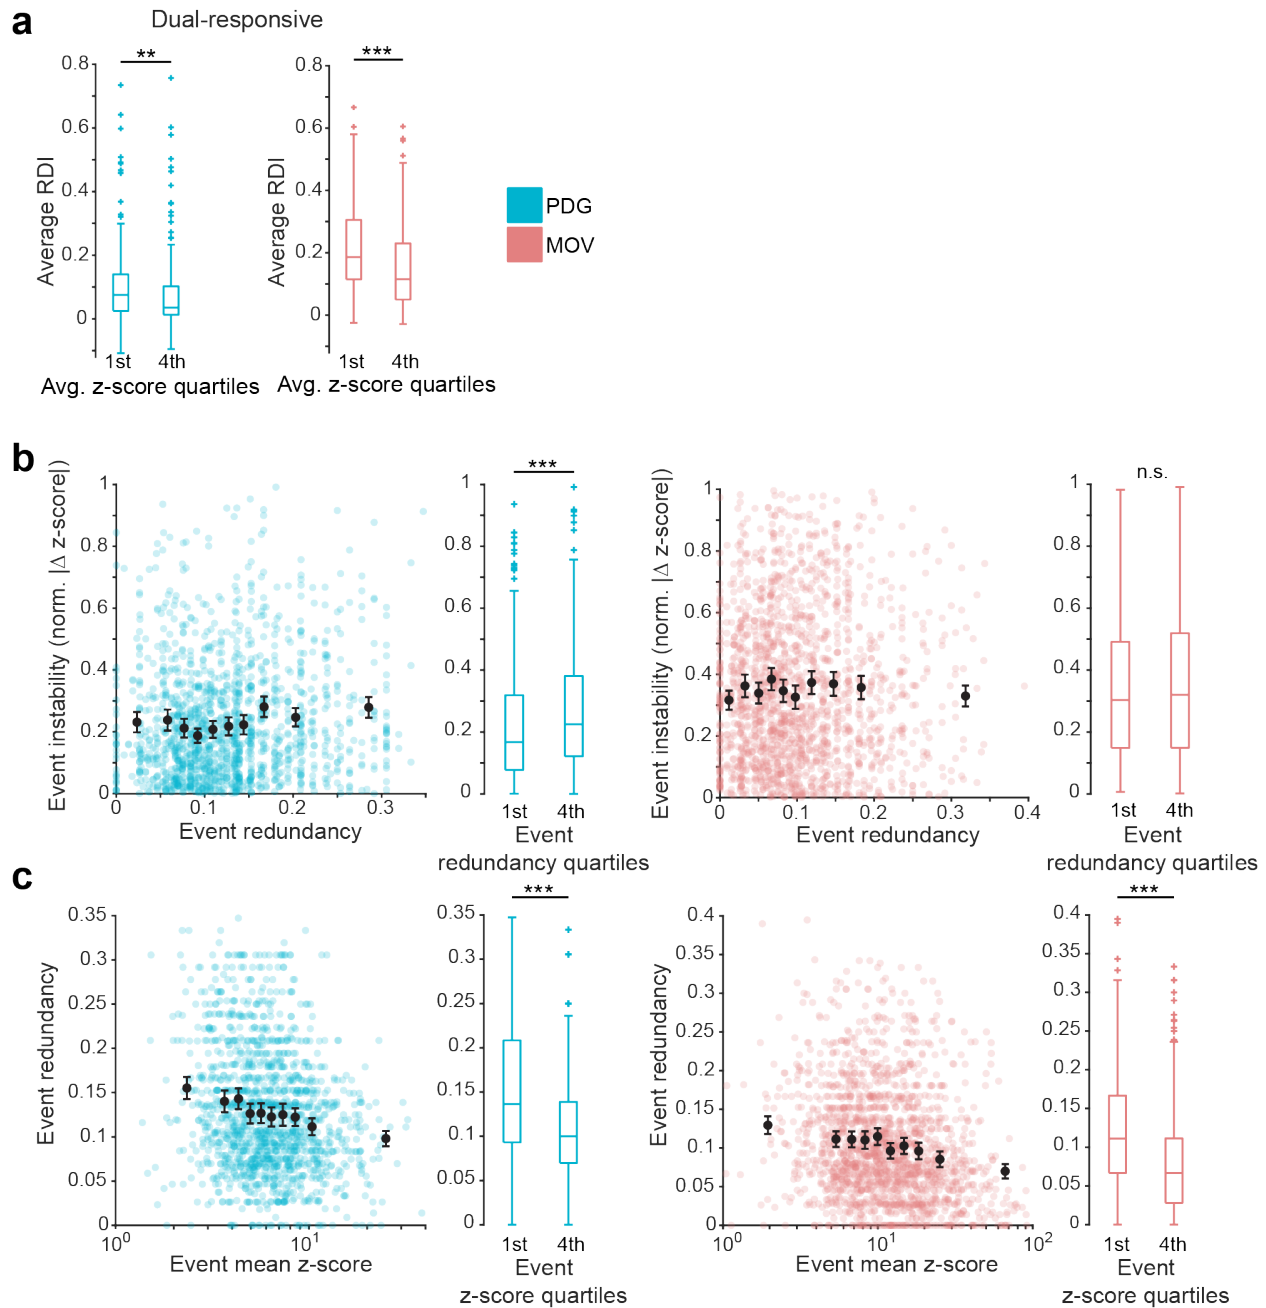 a
Dual-responsive
**
***
0.8
0.6
0.4
0.2
0
Average RDI
1st
4th
Avg. z-score quartiles
0.8
0.6
0.4
0.2
0
Average RDI
1st
4th
Avg. z-score quartiles
PDG
MOV
b
Event instability (norm. |Δ z-score|)
1
0.8
0.6
0.4
0.2
0
0
0.1
0.2
0.3
Event redundancy
***
1
0.8
0.6
0.4
0.2
0
1st
4th
Event
redundancy quartiles
Event instability (norm. |Δ z-score|)
1
0.8
0.6
0.4
0.2
0
0
0.1
0.2
0.3
0.4
Event redundancy
n.s.
1
0.8
0.6
0.4
0.2
0
1st
4th
Event
redundancy quartiles
c
Event redundancy
0.35
0.3
0.25
0.2
0.15
0.1
0.05
0
10⁰
10¹
Event mean z-score
***
0.35
0.3
0.25
0.2
0.15
0.1
0.05
0
1st
4th
Event
z-score quartiles
Event redundancy
0.4
0.35
0.3
0.25
0.2
0.15
0.1
0.05
0
10⁰
10¹
10²
Event mean z-score
***
0.4
0.35
0.3
0.25
0.2
0.15
0.1
0.05
0
1st
4th
Event
z-score quartiles